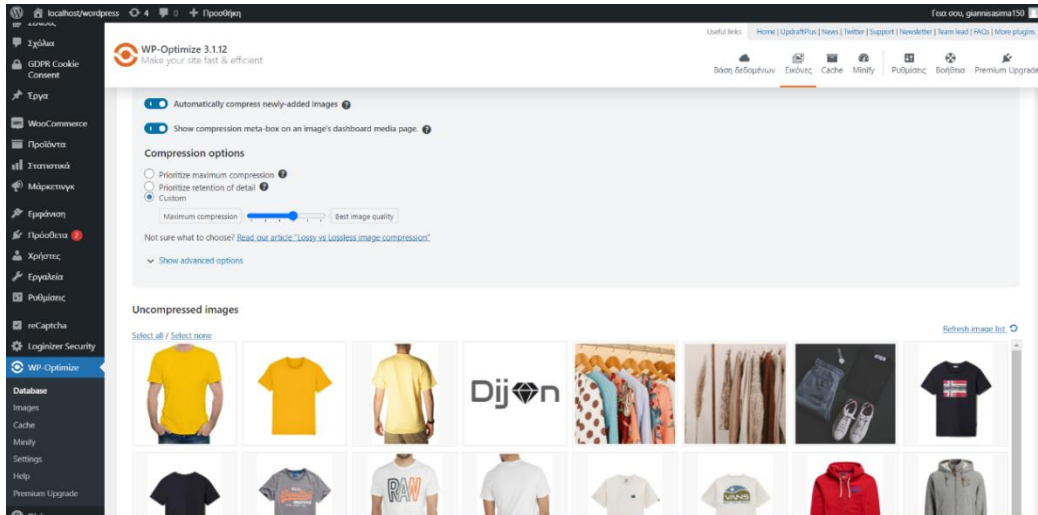 localhost/wordpress 4 0 + Προσθήκη Γεια σου, giannisasima150
Σχόλια
GDPR Cookie
Consent
Έργα
WooCommerce
Προϊόντα
Στατιστικά
Μάρκετινγκ
Εμφάνιση
Πρόσθετα 2
Χρήστες
Εργαλεία
Ρυθμίσεις
reCaptcha
Loginizer Security
WP-Optimize
Database
Images
Cache
Minify
Settings
Help
Premium Upgrade
WP-Optimize 3.1.12
Make your site fast & efficient
Useful links Home | UpdraftPlus | News | Twitter | Support | Newsletter | Team lead | FAQs | More plugins
Βάση δεδομένων Εικόνες Cache Minify Ρυθμίσεις Βοήθεια Premium Upgrade
Automatically compress newly-added images
Show compression meta-box on an image's dashboard media page.
Compression options
Prioritize maximum compression
Prioritize retention of detail
Custom
Maximum compression Best image quality
Not sure what to choose? Read our article "Lossy vs Lossless image compression"
Show advanced options
Uncompressed images
Select all / Select none Refresh image list
Dijon
RAW
VANS